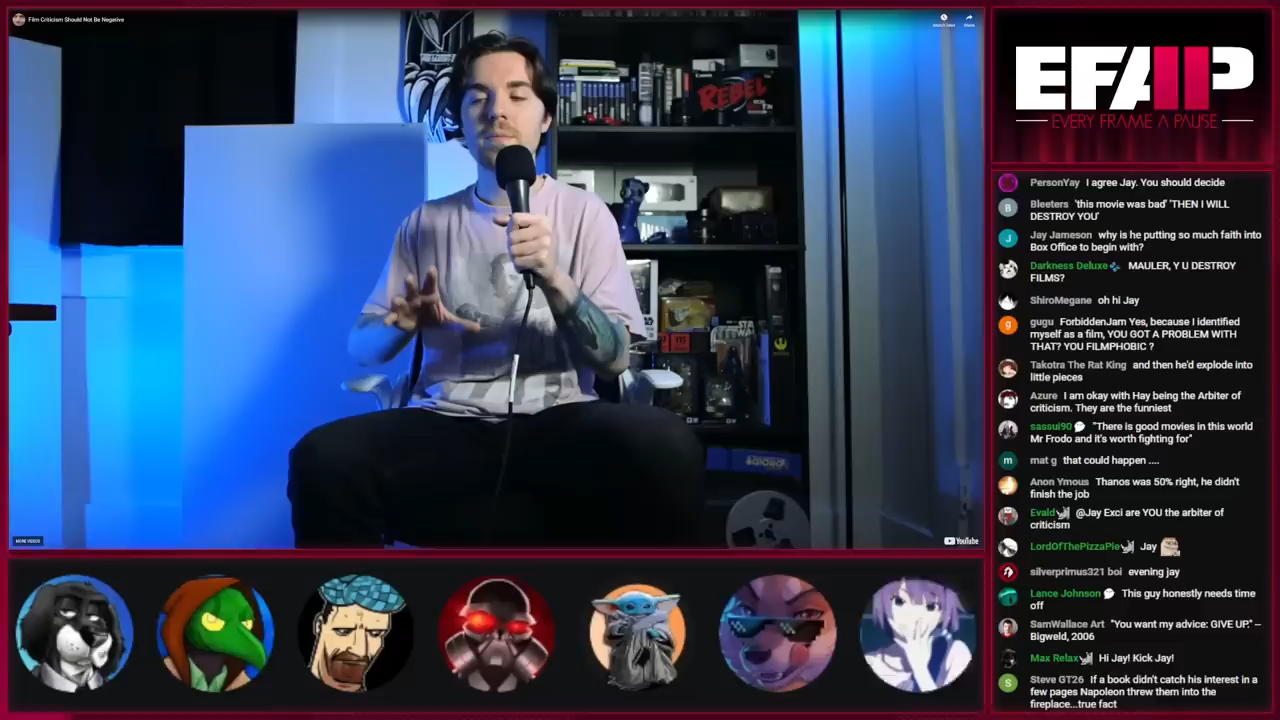 Film Criticism Should Not Be Negative
Watch later
Share
Canon
REBEL
STAR
WARS
MORE VIDEOS
YouTube
EFAP
EVERY FRAME A PAUSE
PersonYay I agree Jay. You should decide
Bleeters 'this movie was bad' 'THEN I WILL
DESTROY YOU'
Jay Jameson why is he putting so much faith into
Box Office to begin with?
Darkness Deluxe MAULER, Y U DESTROY
FILMS?
ShiroMegane oh hi Jay
gugu ForbiddenJam Yes, because I identified
myself as a film, YOU GOT A PROBLEM WITH
THAT? YOU FILMPHOBIC ?
Takotra The Rat King and then he'd explode into
little pieces
Azure I am okay with Hay being the Arbiter of
criticism. They are the funniest
sassui90 "There is good movies in this world
Mr Frodo and it's worth fighting for"
mat g that could happen ....
Anon Ymous Thanos was 50% right, he didn't
finish the job
Evald @Jay Exci are YOU the arbiter of
criticism
LordOfThePizzaPie Jay
silverprimus321 boi evening jay
Lance Johnson This guy honestly needs time
off
SamWallace Art "You want my advice: GIVE UP." –
Bigweld, 2006
Max Relax Hi Jay! Kick Jay!
Steve GT26 If a book didn't catch his interest in a
few pages Napoleon threw them into the
fireplace...true fact